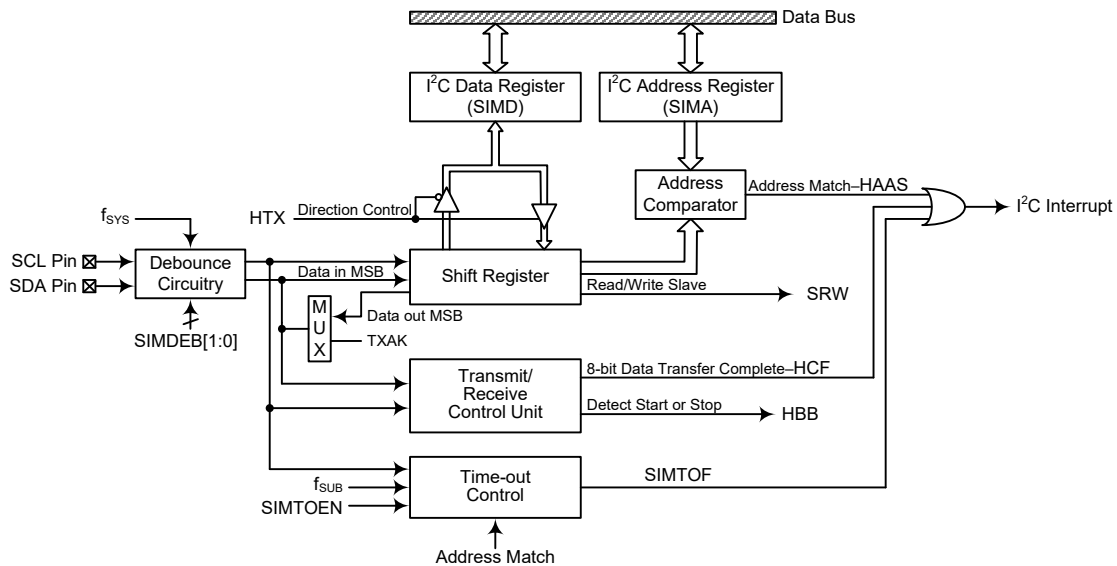 Data Bus
I²C Data Register
(SIMD)
I²C Address Register
(SIMA)
HTX
Direction Control
Address
Comparator
Address Match–HAAS
I²C Interrupt
fSYS
SCL Pin
SDA Pin
Debounce
Circuitry
SIMDEB[1:0]
Data in MSB
Shift Register
Read/Write Slave
SRW
M
U
X
Data out MSB
TXAK
Transmit/
Receive
Control Unit
8-bit Data Transfer Complete–HCF
Detect Start or Stop
HBB
fSUB
SIMTOEN
Time-out
Control
SIMTOF
Address Match